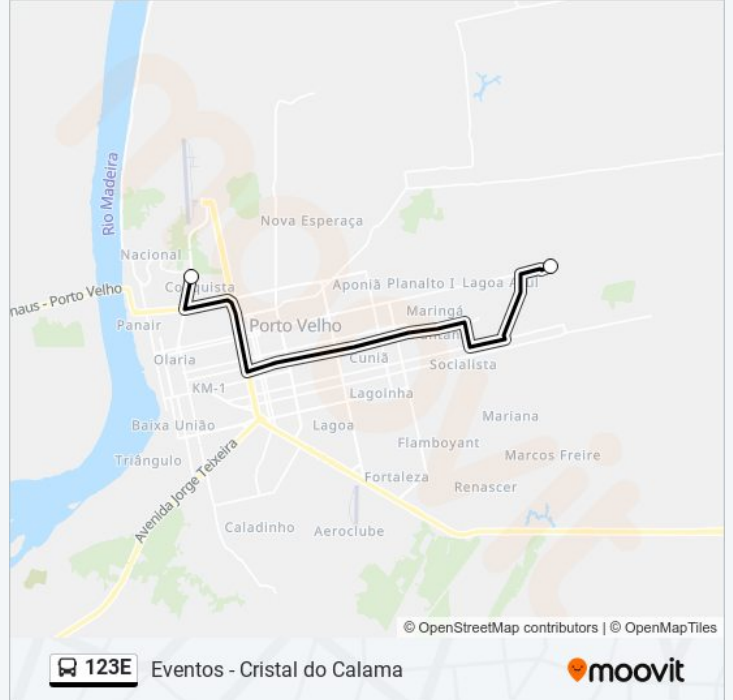 Rio Madeira
Nova Esperaça
Nacional
Conquista
Aponiã
Planalto I
Lagoa Azul
naus - Porto Velho
Maringá
Panair
Porto Velho
Olaria
Cuniã
Socialista
KM-1
Lagoinha
Mariana
Baixa União
Lagoa
Flamboyant
Triângulo
Marcos Freire
Avenida Jorge Teixeira
Fortaleza
Renascer
Caladinho
Aeroclube
moovit
© OpenStreetMap contributors | © OpenMapTiles
123E Eventos - Cristal do Calama
moovit